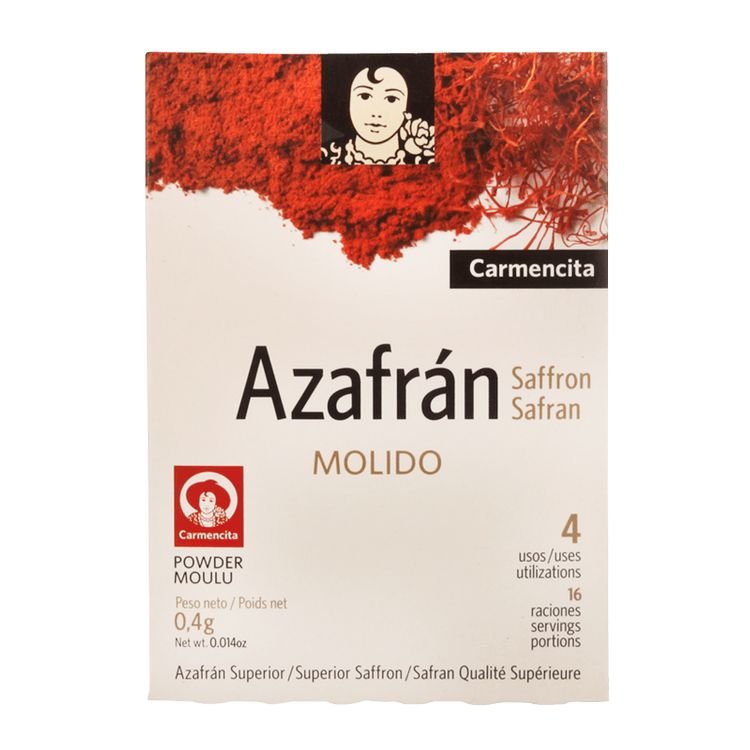 Carmencita
Azafrán
Saffron
Safran
MOLIDO
Carmencita
POWDER
MOULU
Peso neto / Poids net
0,4g
Net wt. 0.014oz
4
usos/uses
utilizations
16
raciones
servings
portions
Azafrán Superior/Superior Saffron/Safran Qualité Supérieure